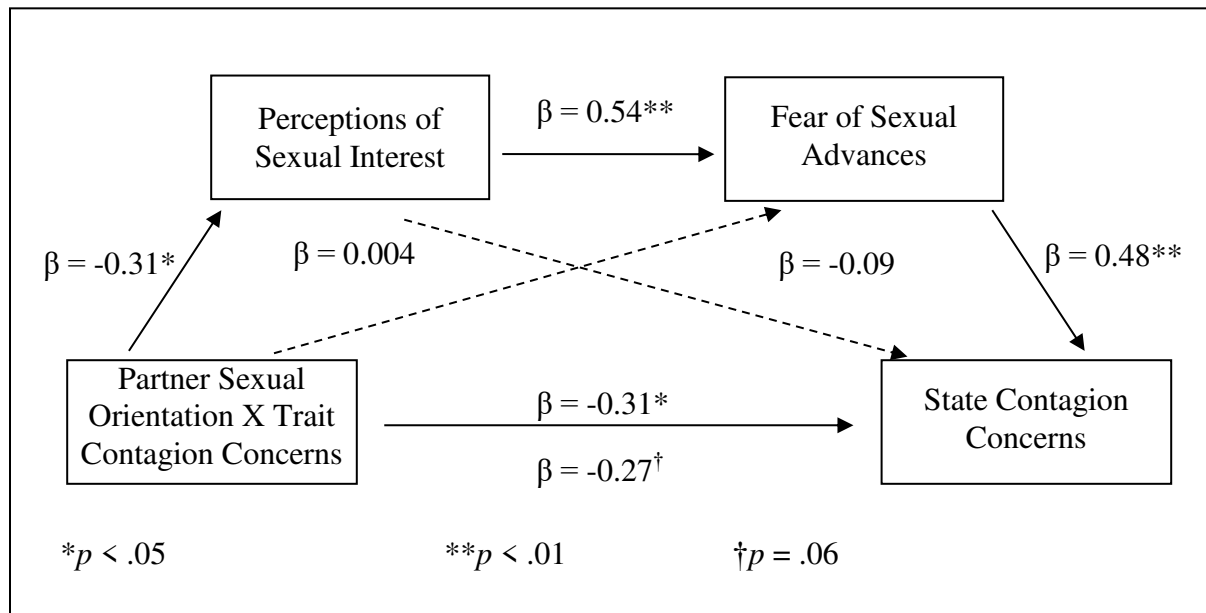 Perceptions of
Sexual Interest
β = 0.54**
Fear of Sexual
Advances
β = -0.31*
β = 0.004
β = -0.09
β = 0.48**
Partner Sexual
Orientation X Trait
Contagion Concerns
β = -0.31*
β = -0.27†
State Contagion
Concerns
*p < .05
**p < .01
†p = .06